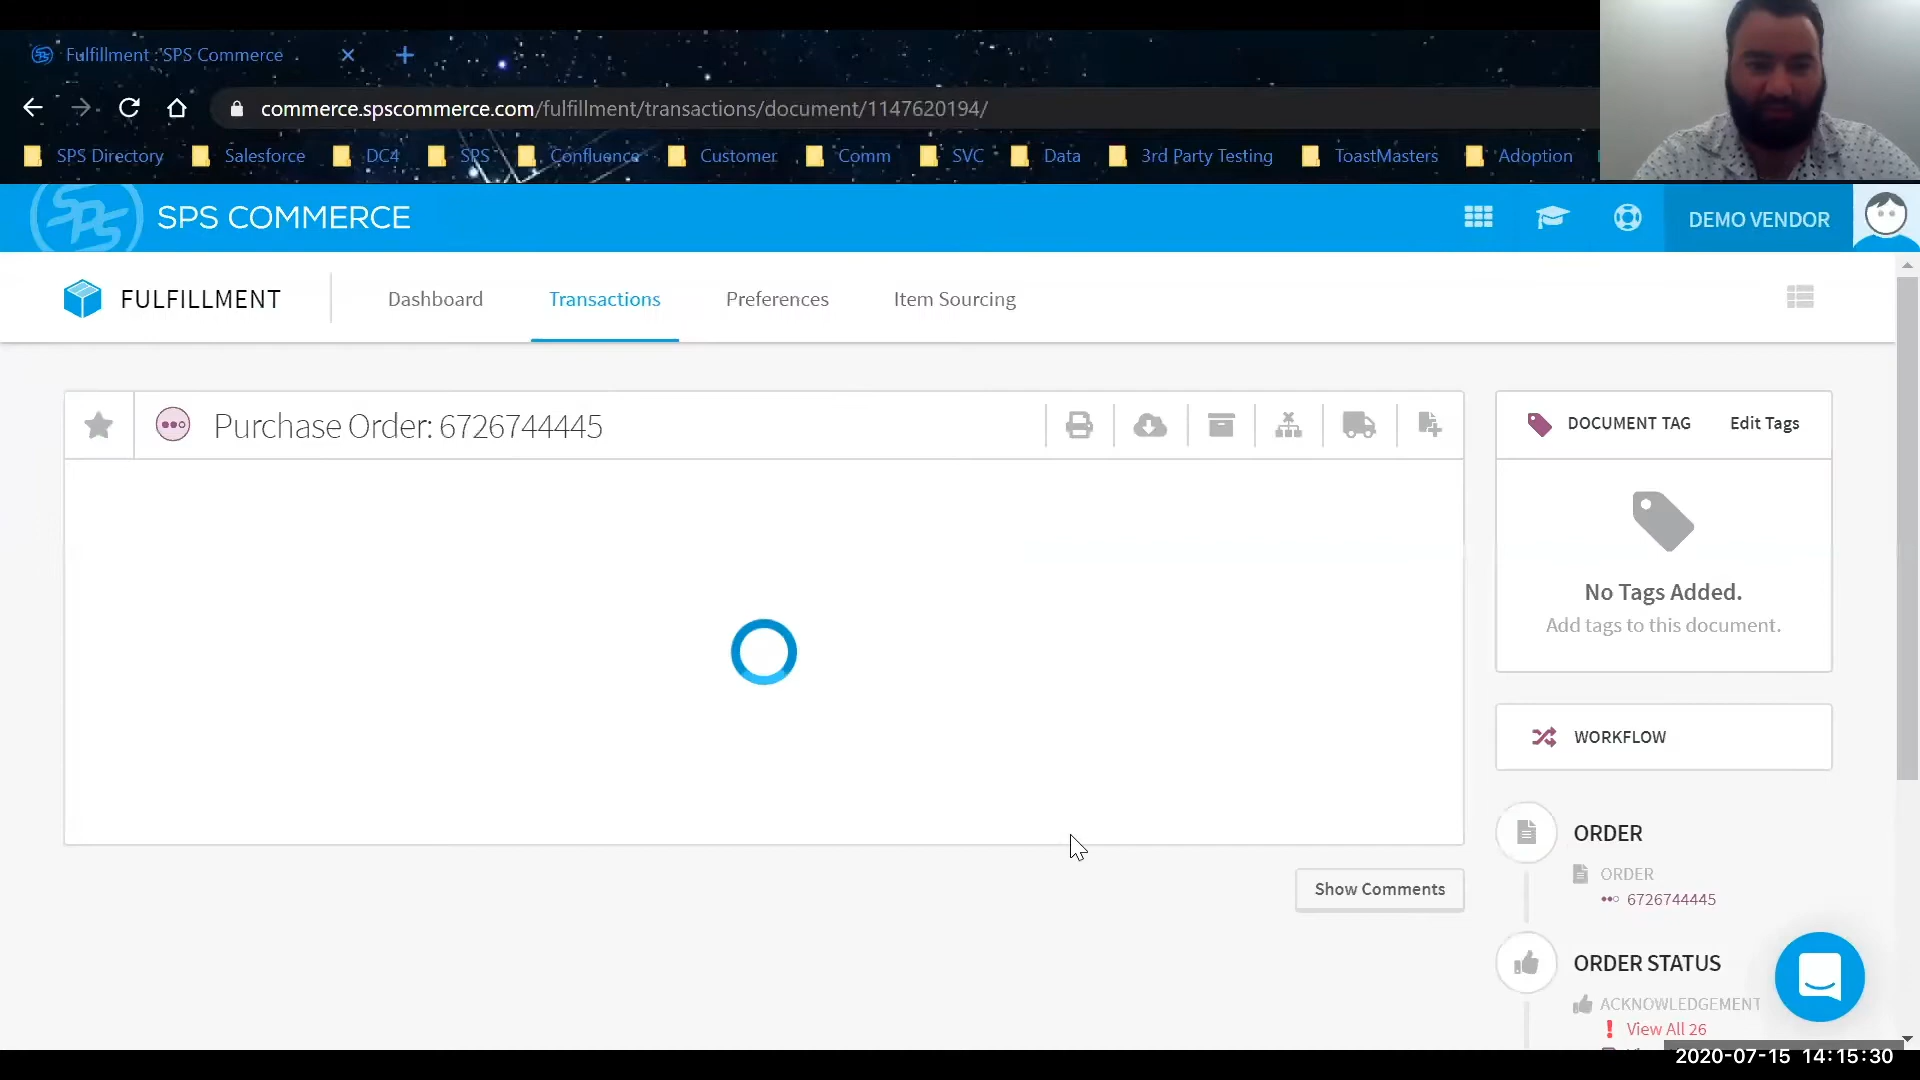 Fulfillment : SPS Commerce
commerce.spscommerce.com/fulfillment/transactions/document/1147620194/
SPS Directory Salesforce DC4 SPS Confluence Customer Comm SVC Data 3rd Party Testing ToastMasters Adoption
SPS COMMERCE DEMO VENDOR
FULFILLMENT Dashboard Transactions Preferences Item Sourcing
Purchase Order: 6726744445
DOCUMENT TAG Edit Tags
No Tags Added.
Add tags to this document.
WORKFLOW
ORDER
ORDER
6726744445
Show Comments
ORDER STATUS
ACKNOWLEDGEMENT
View All 26
2020-07-15 14:15:30